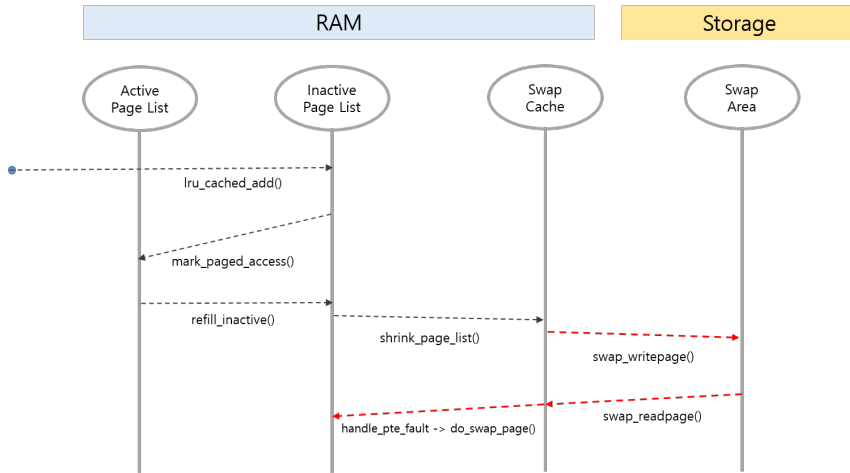 RAM
Storage
Active
Page List
Inactive
Page List
Swap
Cache
Swap
Area
lru_cached_add()
mark_paged_access()
refill_inactive()
shrink_page_list()
swap_writepage()
swap_readpage()
handle_pte_fault -> do_swap_page()